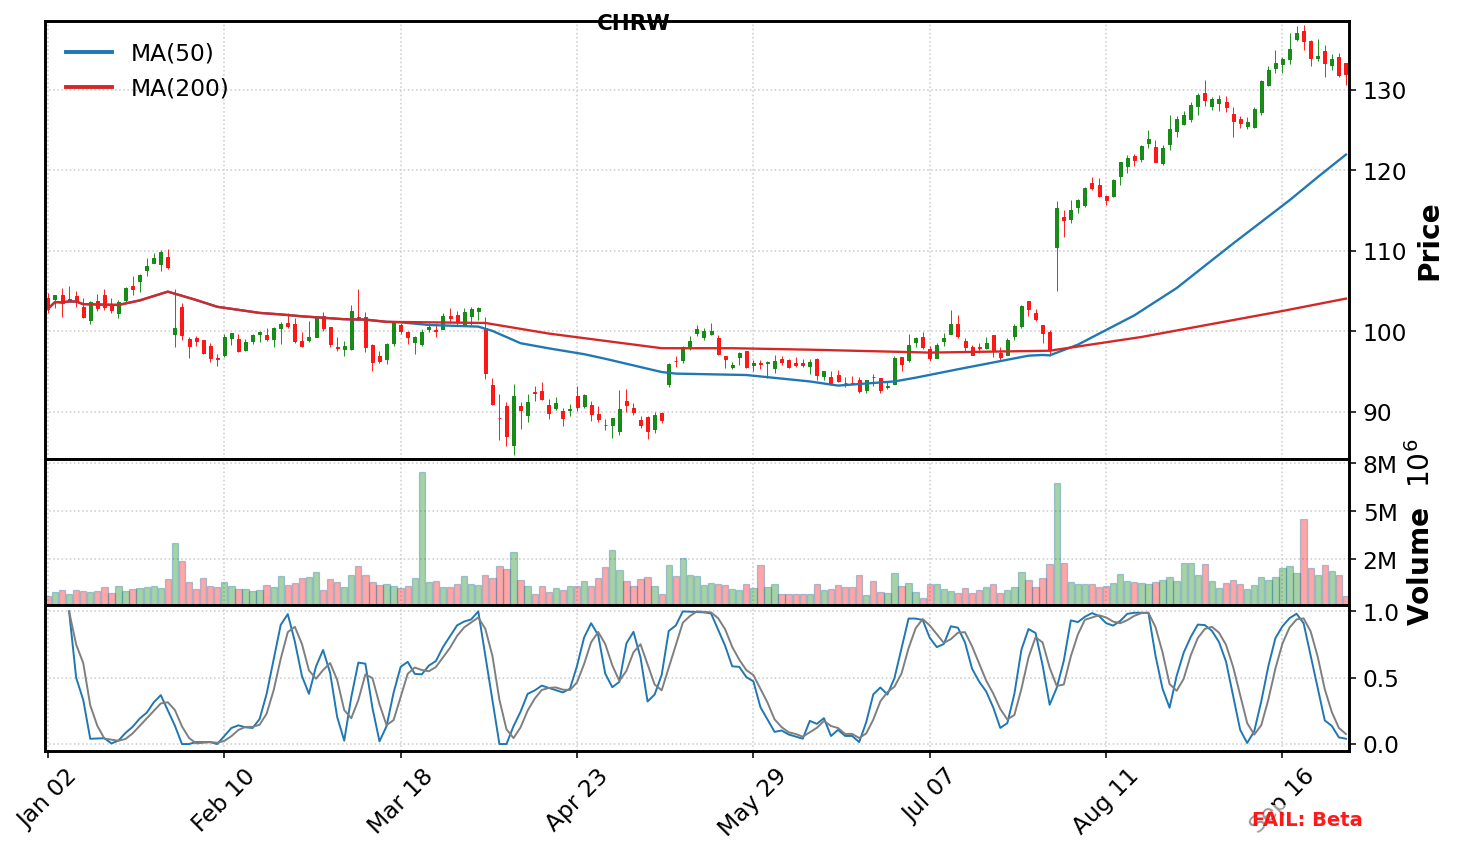 CHRW
MA(50)
MA(200)
130
120
110
100
90
Price
8M
5M
2M
Volume 10^6
1.0
0.5
0.0
Jan 02
Feb 10
Mar 18
Apr 23
May 29
Jul 07
Aug 11
Sep 16
FAIL: Beta